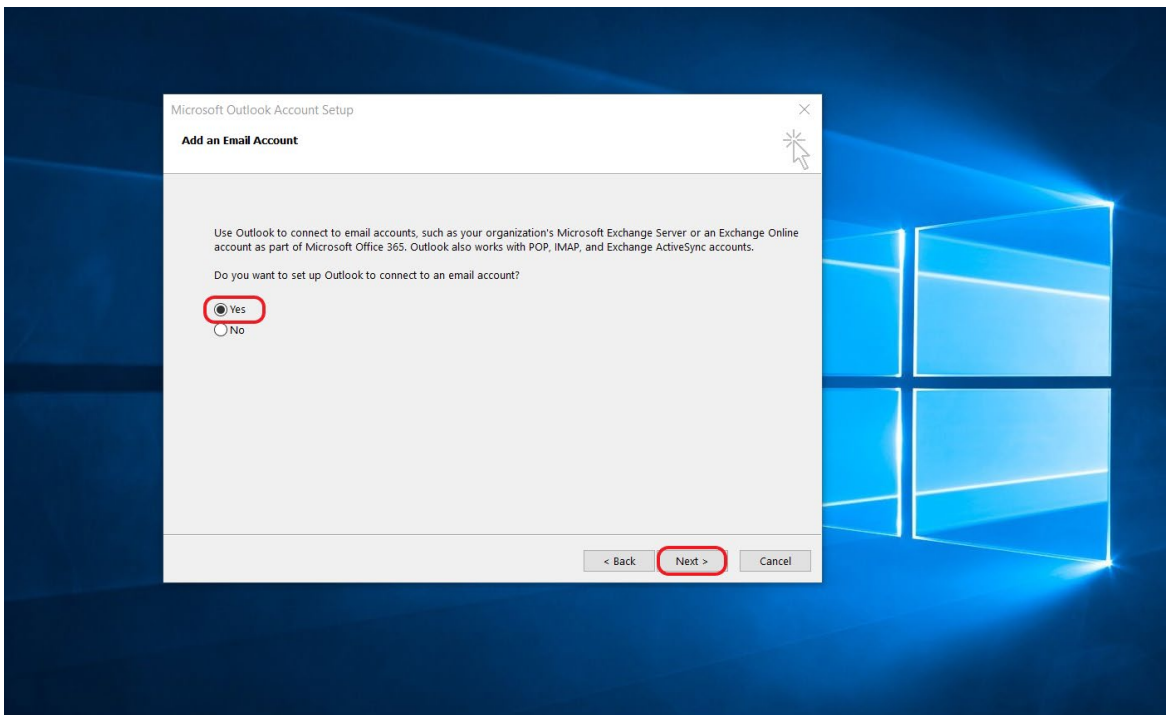 Microsoft Outlook Account Setup
Add an Email Account
Use Outlook to connect to email accounts, such as your organization's Microsoft Exchange Server or an Exchange Online
account as part of Microsoft Office 365. Outlook also works with POP, IMAP, and Exchange ActiveSync accounts.
Do you want to set up Outlook to connect to an email account?
Yes
No
< Back Next > Cancel